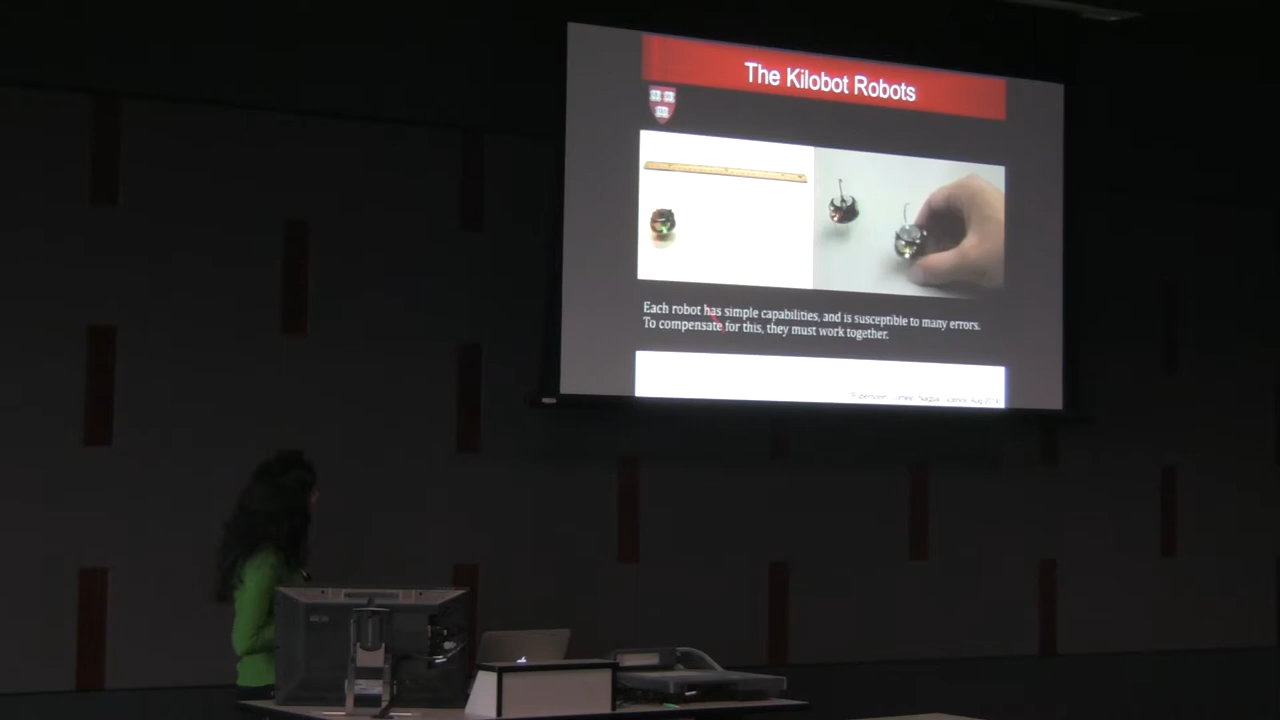 The Kilobot Robots
Each robot has simple capabilities, and is susceptible to many errors.
To compensate for this, they must work together.